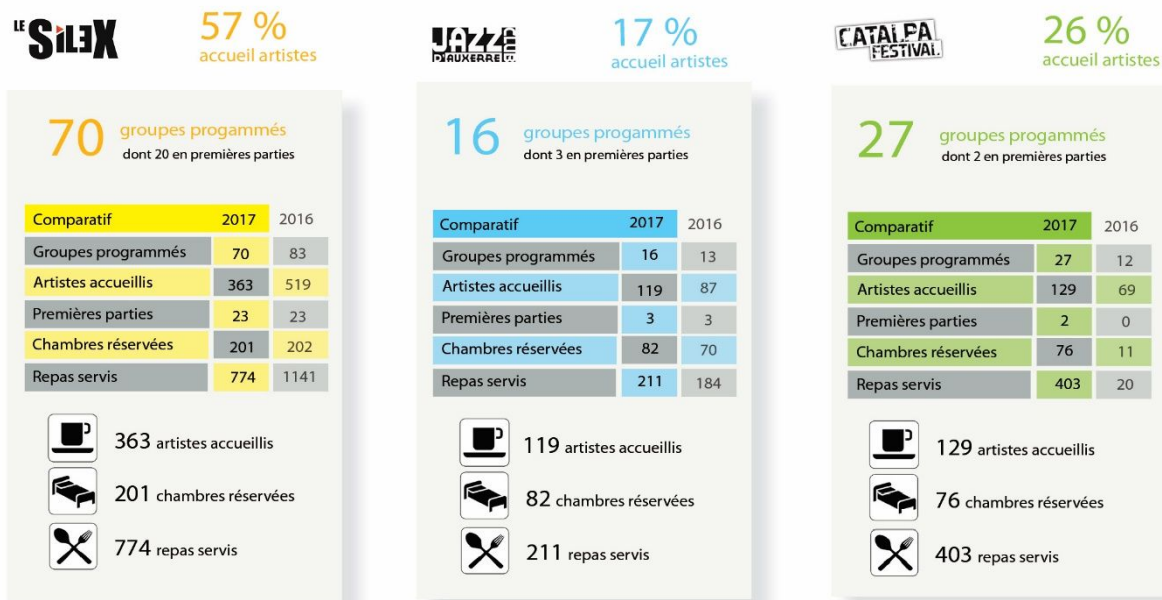 LE SILEX
57 %
accueil artistes
70 groupes progammés
dont 20 en premières parties
Comparatif 2017 2016
Groupes programmés 70 83
Artistes accueillis 363 519
Premières parties 23 23
Chambres réservées 201 202
Repas servis 774 1141
363 artistes accueillis
201 chambres réservées
774 repas servis
JAZZ CLUB
D'AUXERRE
17 %
accueil artistes
16 groupes progammés
dont 3 en premières parties
Comparatif 2017 2016
Groupes programmés 16 13
Artistes accueillis 119 87
Premières parties 3 3
Chambres réservées 82 70
Repas servis 211 184
119 artistes accueillis
82 chambres réservées
211 repas servis
CATALPA
FESTIVAL
26 %
accueil artistes
27 groupes progammés
dont 2 en premières parties
Comparatif 2017 2016
Groupes programmés 27 12
Artistes accueillis 129 69
Premières parties 2 0
Chambres réservées 76 11
Repas servis 403 20
129 artistes accueillis
76 chambres réservées
403 repas servis